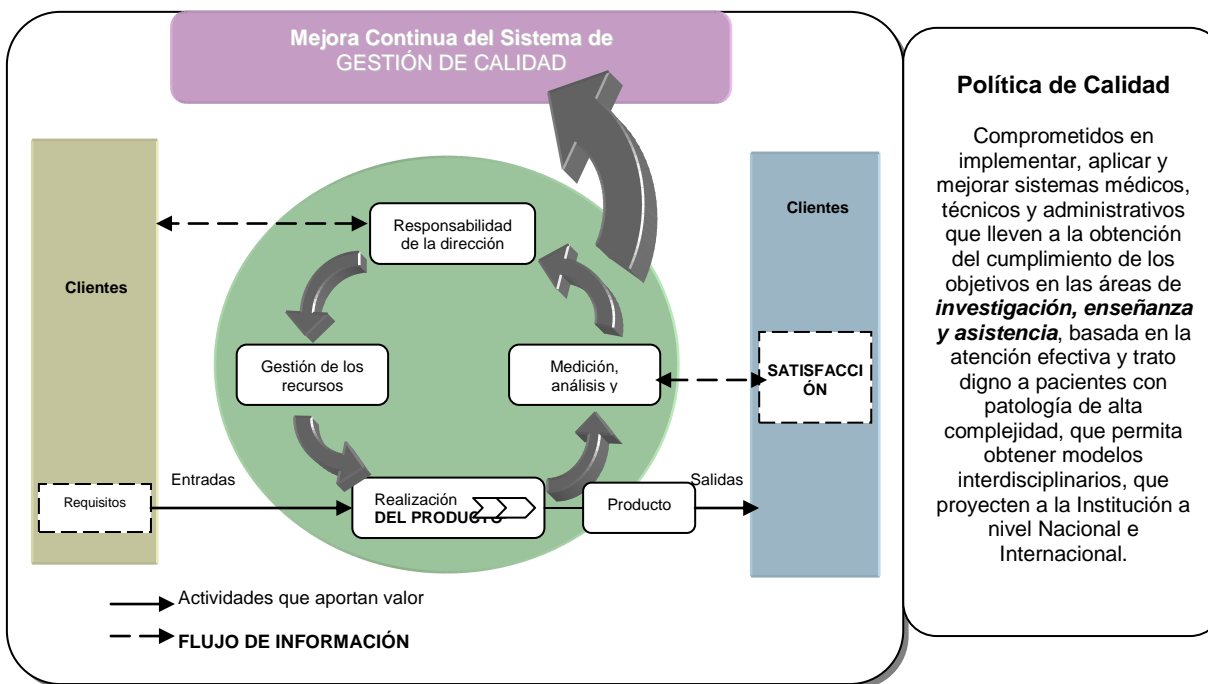 Mejora Continua del Sistema de
GESTIÓN DE CALIDAD
Clientes
Requisitos
Entradas
Responsabilidad
de la dirección
Gestión de los
recursos
Medición,
análisis y
Realización
DEL PRODUCTO
Producto
Salidas
Clientes
SATISFACCI
ÓN
Actividades que aportan valor
FLUJO DE INFORMACIÓN
Política de Calidad
Comprometidos en
implementar, aplicar y
mejorar sistemas médicos,
técnicos y administrativos
que lleven a la obtención
del cumplimiento de los
objetivos en las áreas de
investigación, enseñanza
y asistencia, basada en la
atención efectiva y trato
digno a pacientes con
patología de alta
complejidad, que permita
obtener modelos
interdisciplinarios, que
proyecten a la Institución a
nivel Nacional e
Internacional.